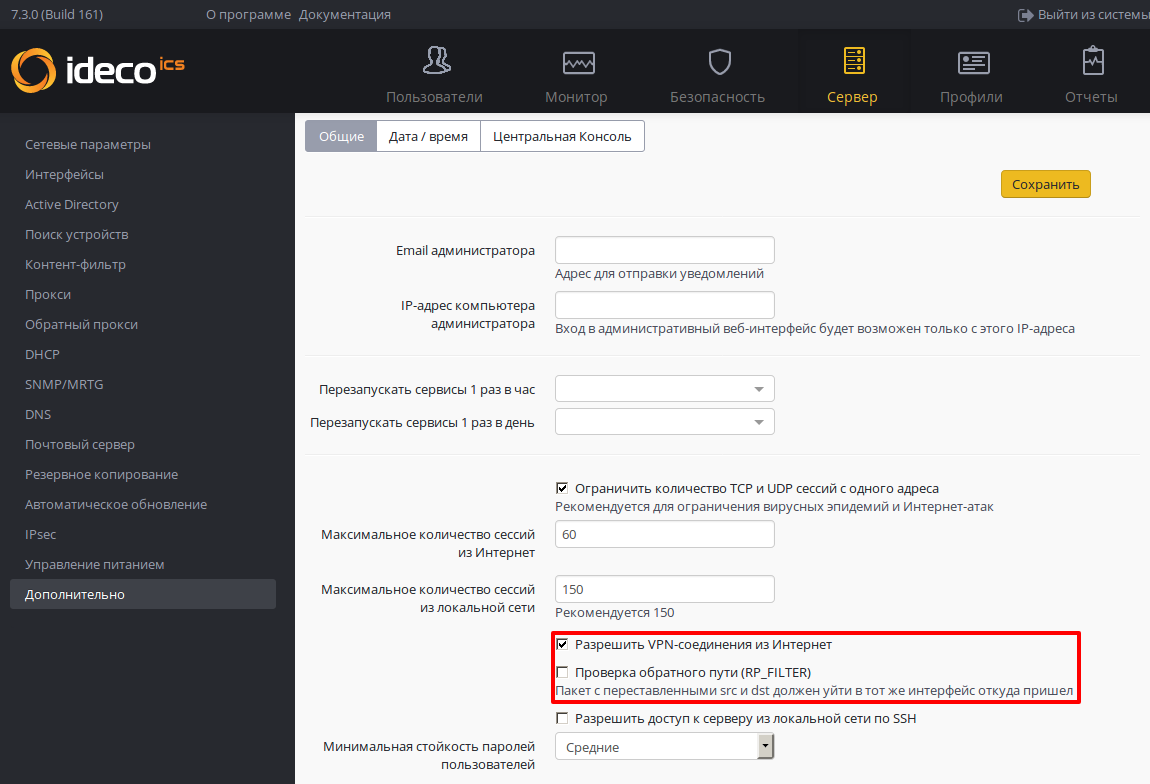 7.3.0 (Build 161) О программе Документация Выйти из системы
ideco ics
Пользователи Монитор Безопасность Сервер Профили Отчеты
Сетевые параметры
Интерфейсы
Active Directory
Поиск устройств
Контент-фильтр
Прокси
Обратный прокси
DHCP
SNMP/MRTG
DNS
Почтовый сервер
Резервное копирование
Автоматическое обновление
IPsec
Управление питанием
Дополнительно
Общие Дата / время Центральная Консоль
Сохранить
Email администратора
Адрес для отправки уведомлений
IP-адрес компьютера
администратора
Вход в административный веб-интерфейс будет возможен только с этого IP-адреса
Перезапускать сервисы 1 раз в час
Перезапускать сервисы 1 раз в день
Ограничить количество TCP и UDP сессий с одного адреса
Рекомендуется для ограничения вирусных эпидемий и Интернет-атак
Максимальное количество сессий
из Интернет
60
Максимальное количество сессий
из локальной сети
150
Рекомендуется 150
Разрешить VPN-соединения из Интернет
Проверка обратного пути (RP_FILTER)
Пакет с переставленными src и dst должен уйти в тот же интерфейс откуда пришел
Разрешить доступ к серверу из локальной сети по SSH
Минимальная стойкость паролей
пользователей
Средние